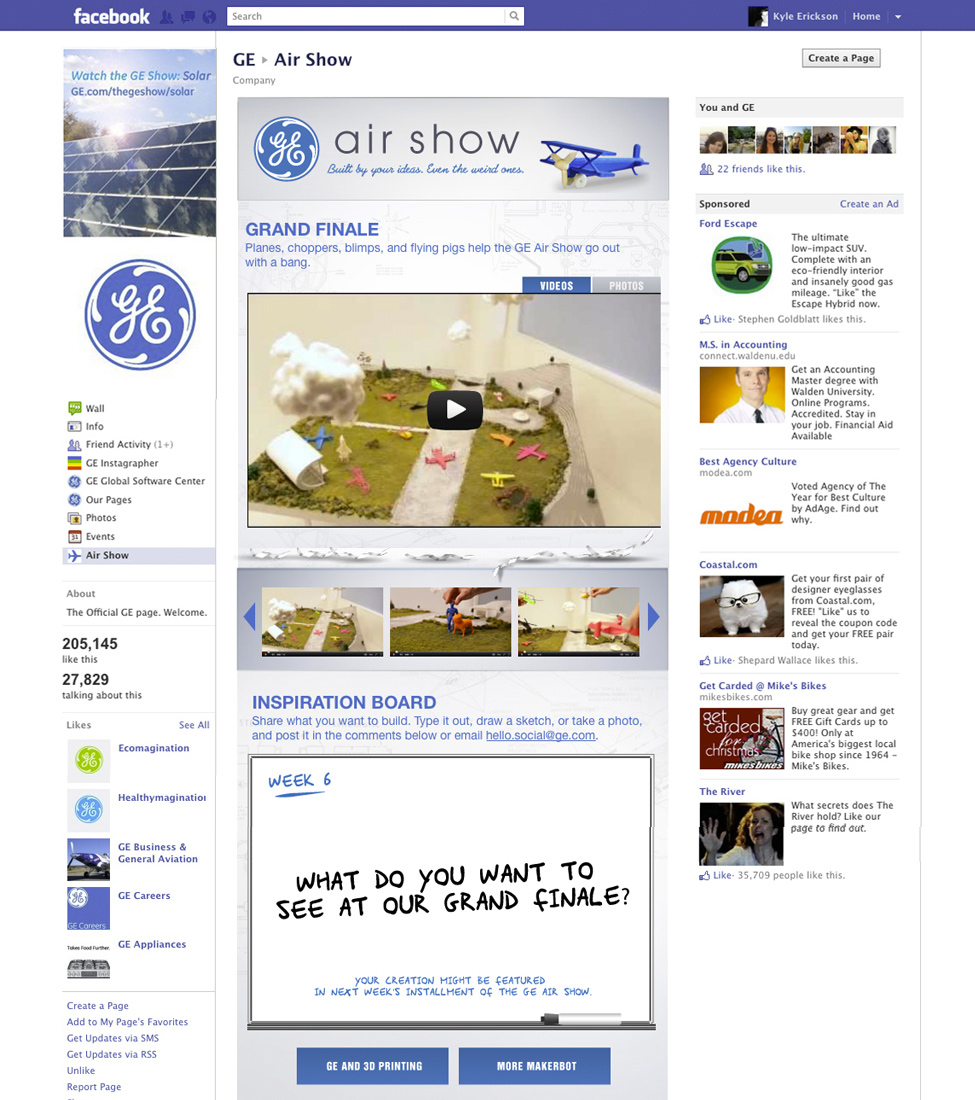 facebook
Search
Kyle Erickson
Home
Watch the GE Show: Solar
GE.com/thegeshow/solar
GE
Wall
Info
Friend Activity (1+)
GE Instagrapher
GE Global Software Center
Our Pages
Photos
Events
Air Show
About
The Official GE page. Welcome.
205,145
like this
27,829
talking about this
Likes
See All
Ecomagination
Healthymagination
GE Business &
General Aviation
GE Careers
GE Careers
Takes Food Further.
GE Appliances
Create a Page
Add to My Page's Favorites
Get Updates via SMS
Get Updates via RSS
Unlike
Report Page
GE ▸ Air Show
Company
Create a Page
GE
air show
Built by your ideas. Even the weird ones.
GRAND FINALE
Planes, choppers, blimps, and flying pigs help the GE Air Show go out
with a bang.
VIDEOS
PHOTOS
INSPIRATION BOARD
Share what you want to build. Type it out, draw a sketch, or take a photo,
and post it in the comments below or email hello.social@ge.com.
WEEK 6
WHAT DO YOU WANT TO
SEE AT OUR GRAND FINALE?
YOUR CREATION MIGHT BE FEATURED
IN NEXT WEEK'S INSTALLMENT OF THE GE AIR SHOW.
GE AND 3D PRINTING
MORE MAKERBOT
You and GE
22 friends like this.
Sponsored
Create an Ad
Ford Escape
The ultimate
low-impact SUV.
Complete with an
eco-friendly interior
and insanely good gas
mileage. "Like" the
Escape Hybrid now.
Like· Stephen Goldblatt likes this.
M.S. in Accounting
connect.waldenu.edu
Get an Accounting
Master degree with
Walden University.
Online Programs.
Accredited. Stay in
your job. Financial Aid
Available
Best Agency Culture
modea.com
modea
Voted Agency of The
Year for Best Culture
by AdAge. Find out
why.
Coastal.com
Get your first pair of
designer eyeglasses
from Coastal.com,
FREE! "Like" us to
reveal the coupon code
and get your FREE pair
today.
Like· Shepard Wallace likes this.
Get Carded @ Mike's Bikes
mikesbikes.com
get
carded
for
christmas
mikesbikes
Buy great gear and get
FREE Gift Cards up to
$400! Only at
America's biggest local
bike shop since 1964 –
Mike's Bikes.
The River
What secrets does The
River hold? Like our
page to find out.
Like· 35,709 people like this.